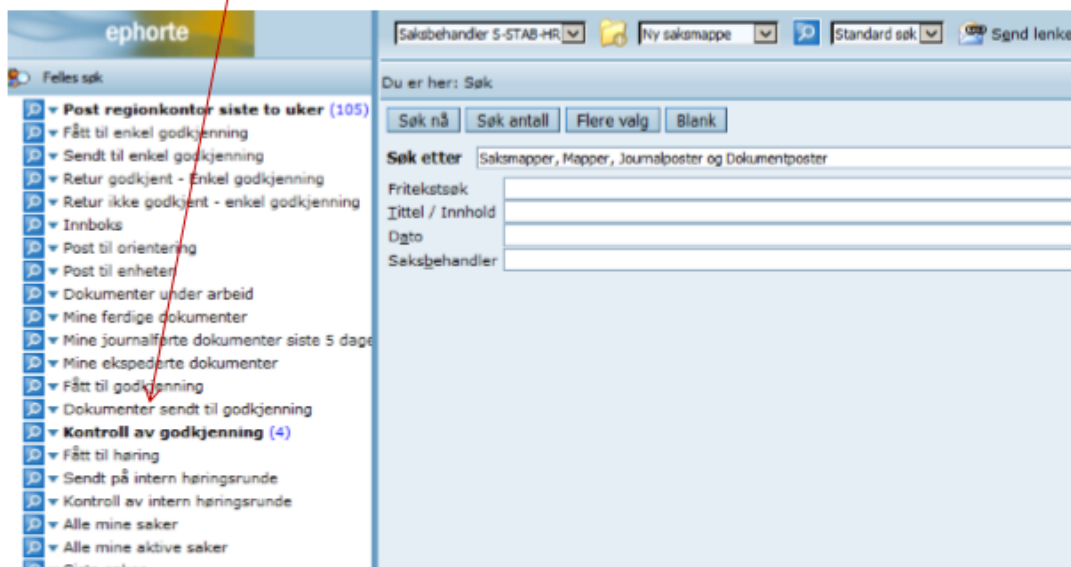 ephorte
Saksbehandler S-STAB-HR Ny saksmappe Standard søk Send lenke
Felles søk
Du er her: Søk
Post regionkontor siste to uker (105)
Fått til enkel godkjenning
Sendt til enkel godkjenning
Retur godkjent - Enkel godkjenning
Retur ikke godkjent - enkel godkjenning
Innboks
Post til orientering
Post til enheten
Dokumenter under arbeid
Mine ferdige dokumenter
Mine journalførte dokumenter siste 5 dage
Mine ekspederte dokumenter
Fått til godkjenning
Dokumenter sendt til godkjenning
Kontroll av godkjenning (4)
Fått til høring
Sendt på intern høringsrunde
Kontroll av intern høringsrunde
Alle mine saker
Alle mine aktive saker
Søk nå Søk antall Flere valg Blank
Søk etter Saksmapper, Mapper, Journalposter og Dokumentposter
Fritekstsøk
Tittel / Innhold
Dato
Saksbehandler